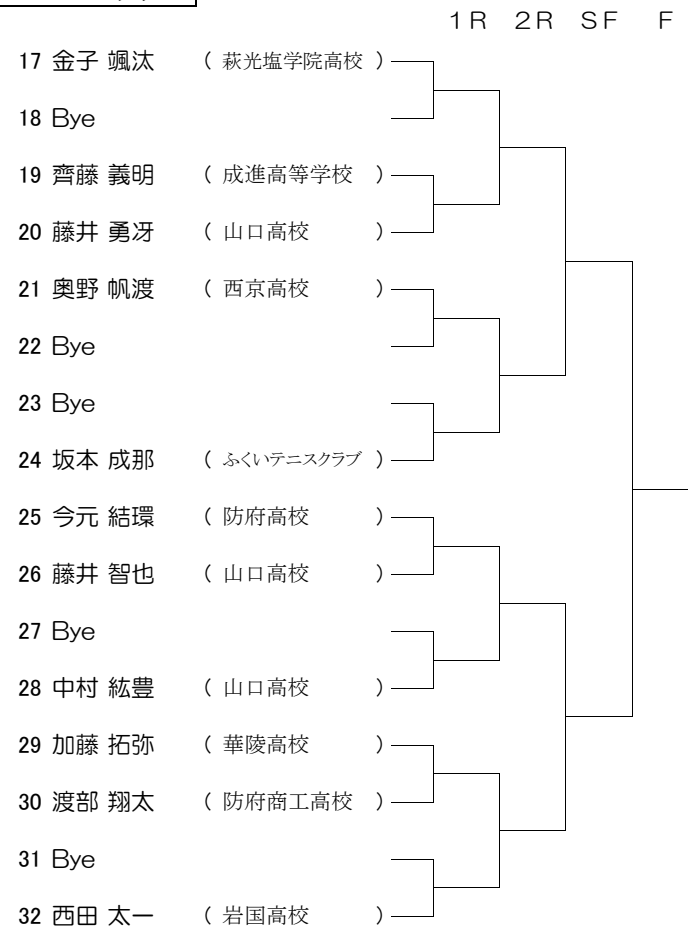 1R 2R SF F
17 金子 颯汰 ( 萩光塩学院高校 )
18 Bye
19 齊藤 義明 ( 成進高等学校 )
20 藤井 勇冴 ( 山口高校 )
21 奥野 帆渡 ( 西京高校 )
22 Bye
23 Bye
24 坂本 成那 ( ふくいテニスクラブ )
25 今元 結環 ( 防府高校 )
26 藤井 智也 ( 山口高校 )
27 Bye
28 中村 紘豊 ( 山口高校 )
29 加藤 拓弥 ( 華陵高校 )
30 渡部 翔太 ( 防府商工高校 )
31 Bye
32 西田 太一 ( 岩国高校 )